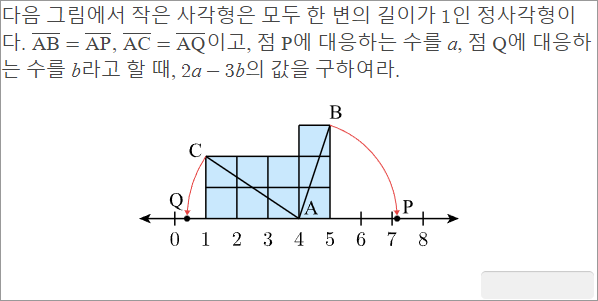 다음 그림에서 작은 사각형은 모두 한 변의 길이가 1인 정사각형이
다. AB = AP, AC = AQ이고, 점 P에 대응하는 수를 a, 점 Q에 대응하
는 수를 b라고 할 때, 2a − 3b의 값을 구하여라.
B
C
Q
A
P
0 1 2 3 4 5 6 7 8